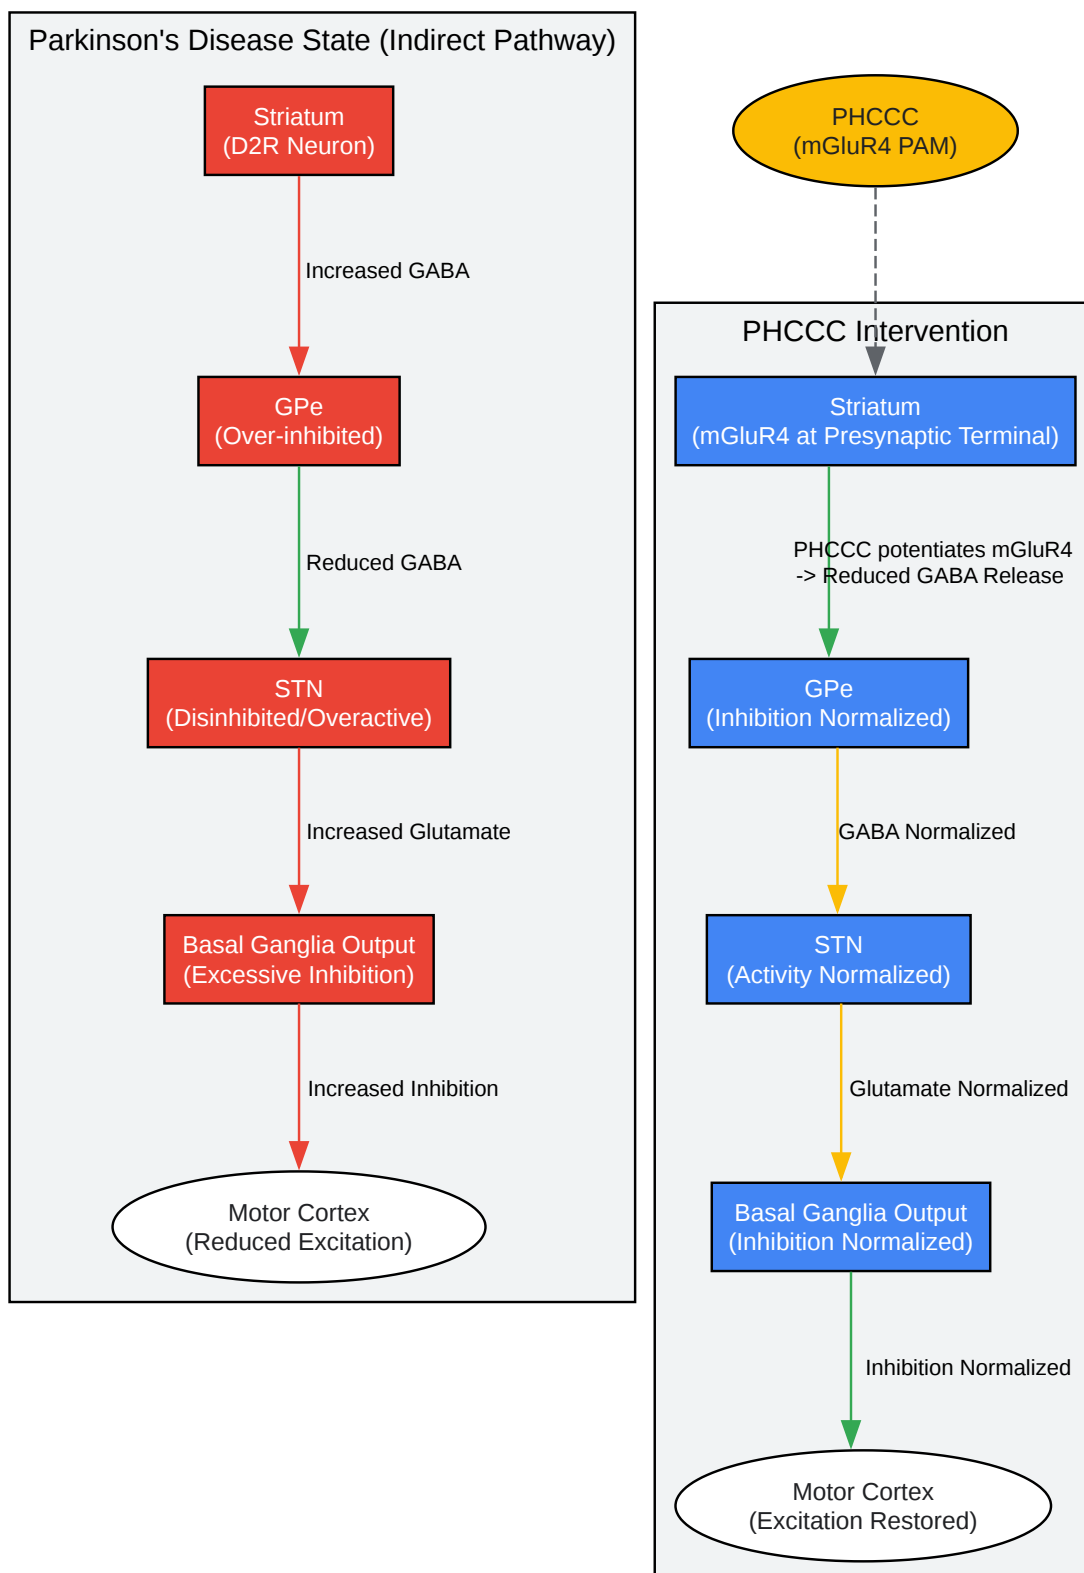 Parkinson's Disease State (Indirect Pathway)
Striatum
(D2R Neuron)
Increased GABA
GPe
(Over-inhibited)
Reduced GABA
STN
(Disinhibited/Overactive)
Increased Glutamate
Basal Ganglia Output
(Excessive Inhibition)
Increased Inhibition
Motor Cortex
(Reduced Excitation)
PHCCC
(mGluR4 PAM)
PHCCC Intervention
Striatum
(mGluR4 at Presynaptic Terminal)
PHCCC potentiates mGluR4
-> Reduced GABA Release
GPe
(Inhibition Normalized)
GABA Normalized
STN
(Activity Normalized)
Glutamate Normalized
Basal Ganglia Output
(Inhibition Normalized)
Inhibition Normalized
Motor Cortex
(Excitation Restored)